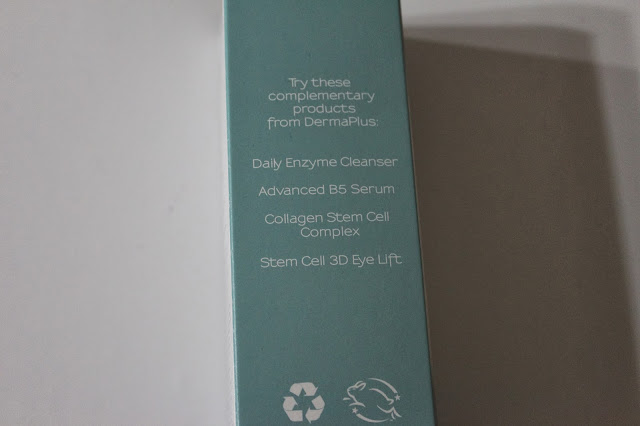 Try these
complementary
products
from DermaPlus:
Daily Enzyme Cleanser
Advanced B5 Serum
Collagen Stem Cell
Complex
Stem Cell 3D Eye Lift